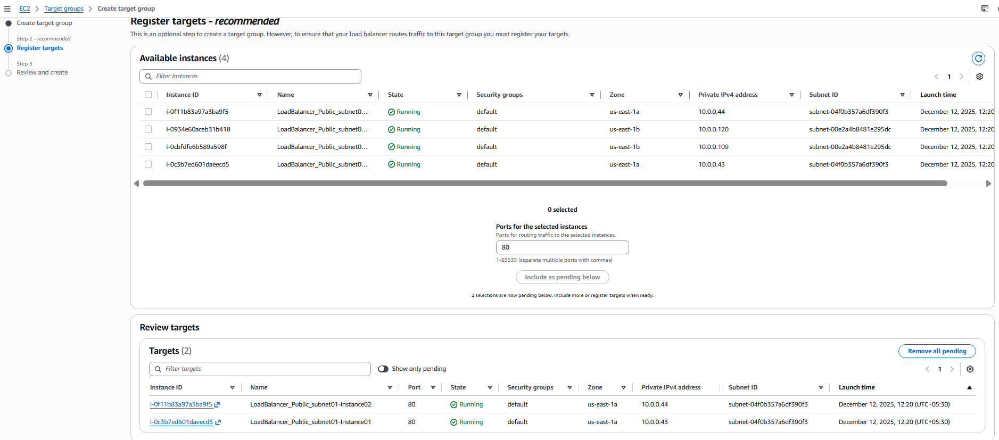 EC2 > Target groups > Create target group
Create target group
Step 2 - recommended
Register targets
Step 3
Review and create
Register targets - recommended
This is an optional step to create a target group. However, to ensure that your load balancer routes traffic to this target group you must register your targets.
Available instances (4)
Filter instances
1
Instance ID Name State Security groups Zone Private IPv4 address Subnet ID Launch time
i-0f11b83a97a3ba9f5 LoadBalancer_Public_subnet0... Running default us-east-1a 10.0.0.44 subnet-04f0b357a6df390f3 December 12, 2025, 12:20
i-0934e60aceb31b418 LoadBalancer_Public_subnet0... Running default us-east-1b 10.0.0.120 subnet-00e2a4b8481e295dc December 12, 2025, 12:20
i-0cbfdfe6b589a598f LoadBalancer_Public_subnet0... Running default us-east-1b 10.0.0.109 subnet-00e2a4b8481e295dc December 12, 2025, 12:20
i-0c3b7ed601daeecd5 LoadBalancer_Public_subnet0... Running default us-east-1a 10.0.0.43 subnet-04f0b357a6df390f3 December 12, 2025, 12:20
0 selected
Ports for the selected instances
Ports for routing traffic to the selected instances.
80
1-65535 (separate multiple ports with commas)
Include as pending below
2 selections are now pending below. Include more or register targets when ready.
Review targets
Targets (2)
Remove all pending
Filter targets
Show only pending
1
Instance ID Name Port State Security groups Zone Private IPv4 address Subnet ID Launch time
i-0f11b83a97a3ba9f5 LoadBalancer_Public_subnet01-Instance02 80 Running default us-east-1a 10.0.0.44 subnet-04f0b357a6df390f3 December 12, 2025, 12:20 (UTC+05:30)
i-0c3b7ed601daeecd5 LoadBalancer_Public_subnet01-Instance01 80 Running default us-east-1a 10.0.0.43 subnet-04f0b357a6df390f3 December 12, 2025, 12:20 (UTC+05:30)